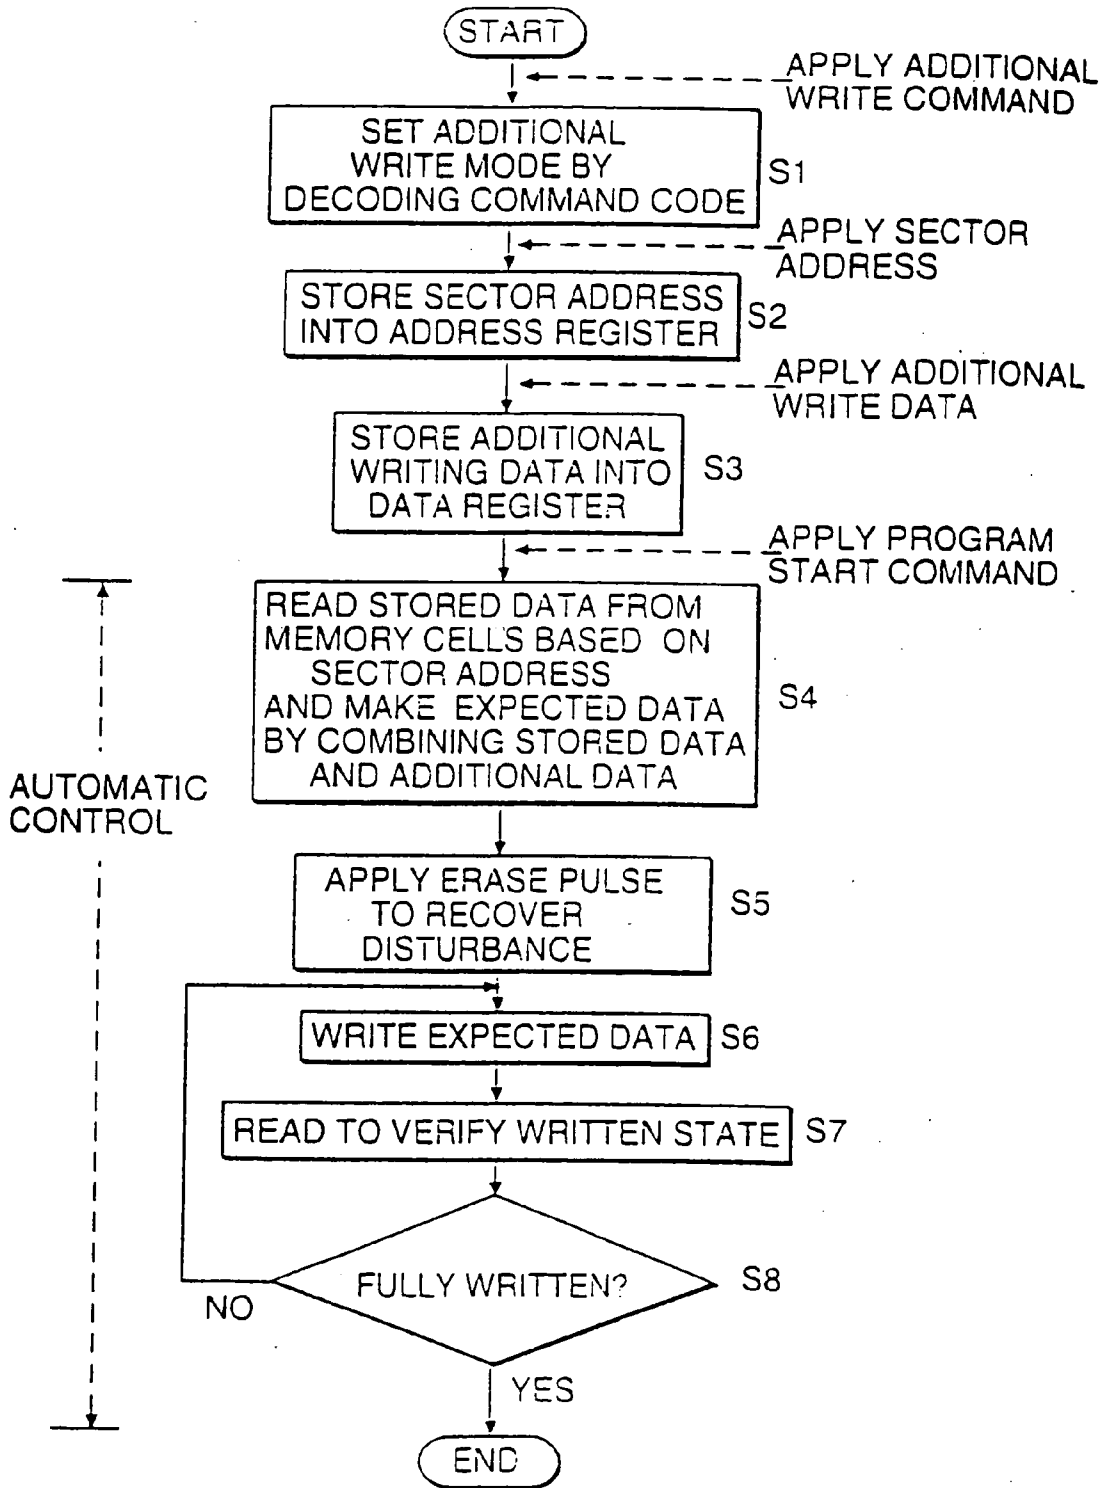 START
APPLY ADDITIONAL
WRITE COMMAND
SET ADDITIONAL
WRITE MODE BY
DECODING COMMAND CODE
S1
APPLY SECTOR
ADDRESS
STORE SECTOR ADDRESS
INTO ADDRESS REGISTER
S2
APPLY ADDITIONAL
WRITE DATA
STORE ADDITIONAL
WRITING DATA INTO
DATA REGISTER
S3
APPLY PROGRAM
START COMMAND
READ STORED DATA FROM
MEMORY CELLS BASED ON
SECTOR ADDRESS
AND MAKE EXPECTED DATA
BY COMBINING STORED DATA
AND ADDITIONAL DATA
S4
AUTOMATIC
CONTROL
APPLY ERASE PULSE
TO RECOVER
DISTURBANCE
S5
WRITE EXPECTED DATA
S6
READ TO VERIFY WRITTEN STATE
S7
FULLY WRITTEN?
S8
NO
YES
END